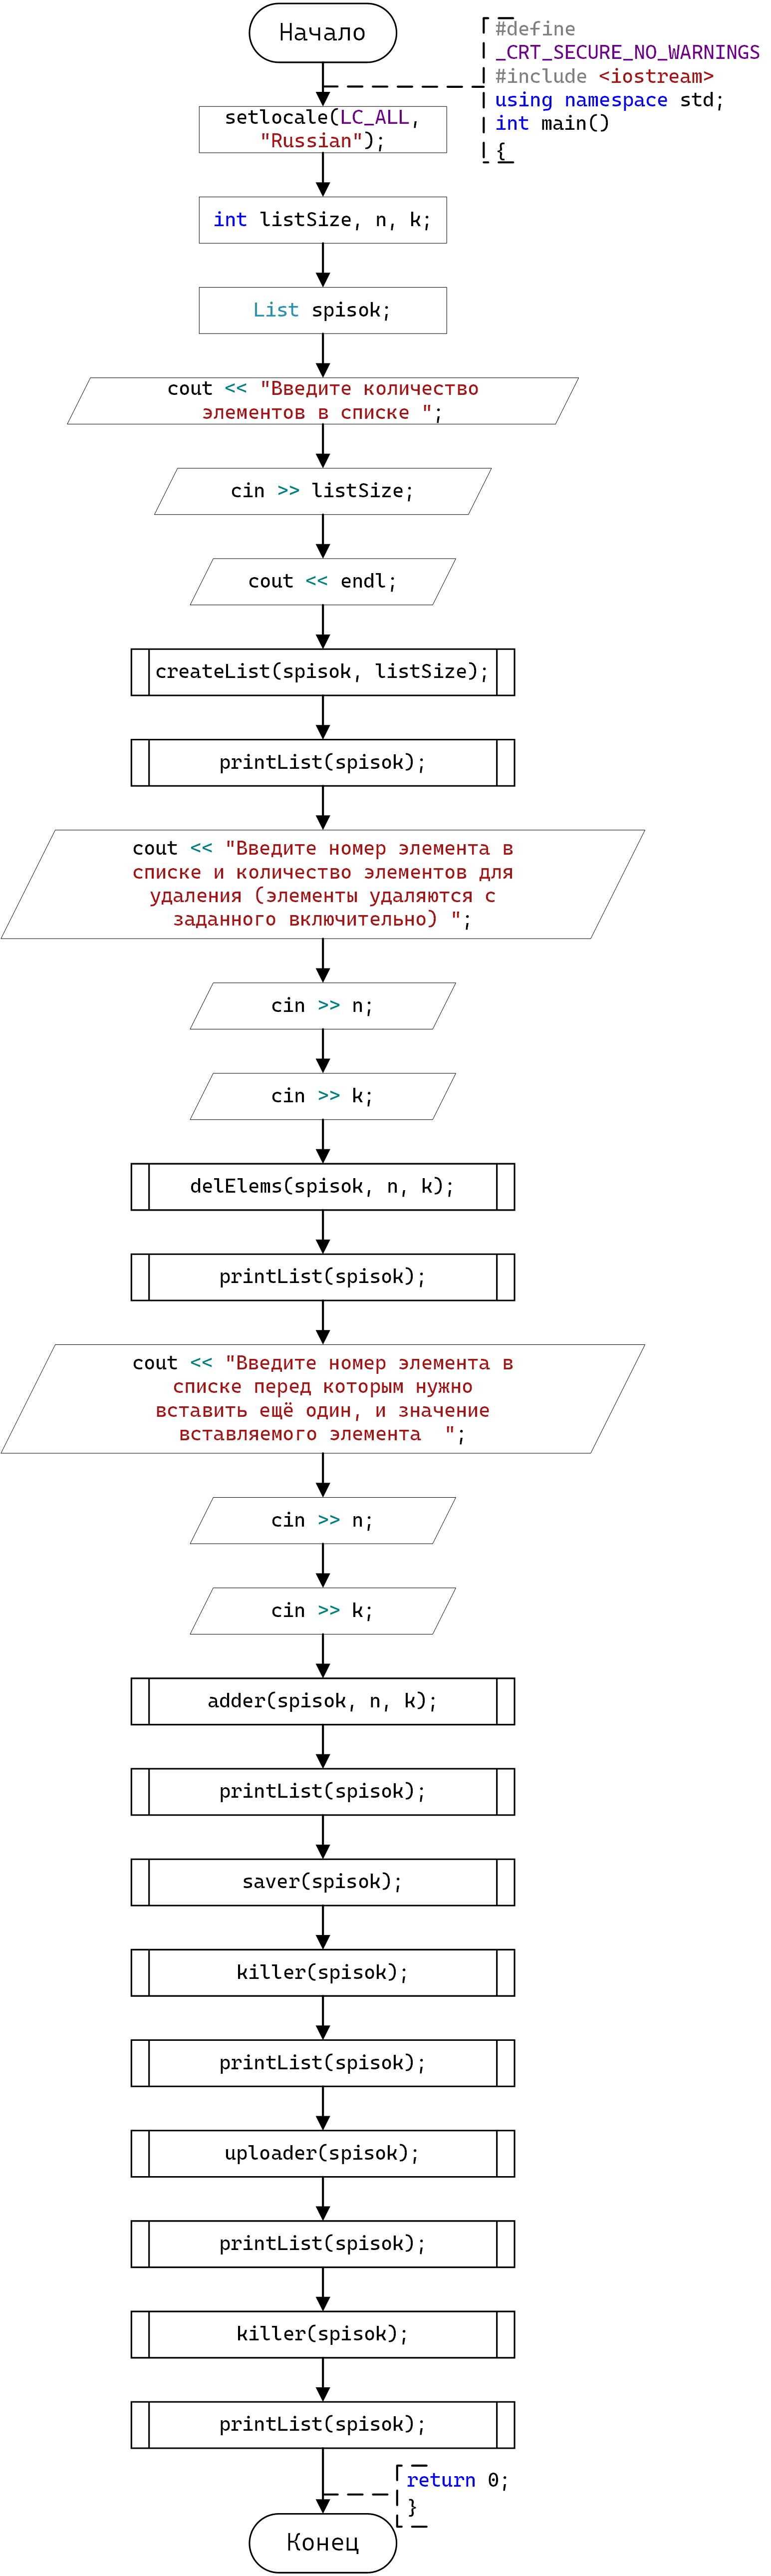 Начало
#define
_CRT_SECURE_NO_WARNINGS
#include <iostream>
using namespace std;
int main()
{
setlocale(LC_ALL,
"Russian");
int listSize, n, k;
List spisok;
cout << "Введите количество
элементов в списке ";
cin >> listSize;
cout << endl;
createList(spisok, listSize);
printList(spisok);
cout << "Введите номер элемента в
списке и количество элементов для
удаления (элементы удаляются с
заданного включительно) ";
cin >> n;
cin >> k;
delElems(spisok, n, k);
printList(spisok);
cout << "Введите номер элемента в
списке перед которым нужно
вставить ещё один, и значение
вставляемого элемента  ";
cin >> n;
cin >> k;
adder(spisok, n, k);
printList(spisok);
saver(spisok);
killer(spisok);
printList(spisok);
uploader(spisok);
printList(spisok);
killer(spisok);
printList(spisok);
return 0;
}
Конец